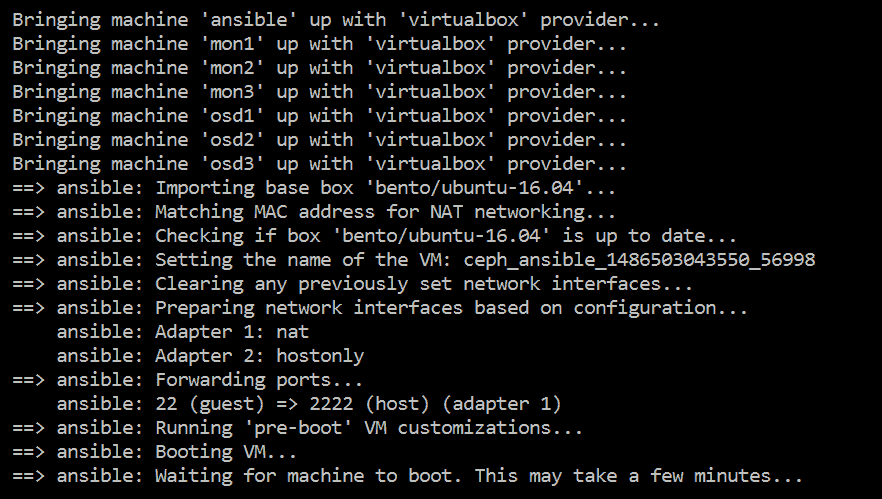 Bringing machine 'ansible' up with 'virtualbox' provider...
Bringing machine 'mon1' up with 'virtualbox' provider...
Bringing machine 'mon2' up with 'virtualbox' provider...
Bringing machine 'mon3' up with 'virtualbox' provider...
Bringing machine 'osd1' up with 'virtualbox' provider...
Bringing machine 'osd2' up with 'virtualbox' provider...
Bringing machine 'osd3' up with 'virtualbox' provider...
==> ansible: Importing base box 'bento/ubuntu-16.04'...
==> ansible: Matching MAC address for NAT networking...
==> ansible: Checking if box 'bento/ubuntu-16.04' is up to date...
==> ansible: Setting the name of the VM: ceph_ansible_1486503043550_56998
==> ansible: Clearing any previously set network interfaces...
==> ansible: Preparing network interfaces based on configuration...
    ansible: Adapter 1: nat
    ansible: Adapter 2: hostonly
==> ansible: Forwarding ports...
    ansible: 22 (guest) => 2222 (host) (adapter 1)
==> ansible: Running 'pre-boot' VM customizations...
==> ansible: Booting VM...
==> ansible: Waiting for machine to boot. This may take a few minutes...